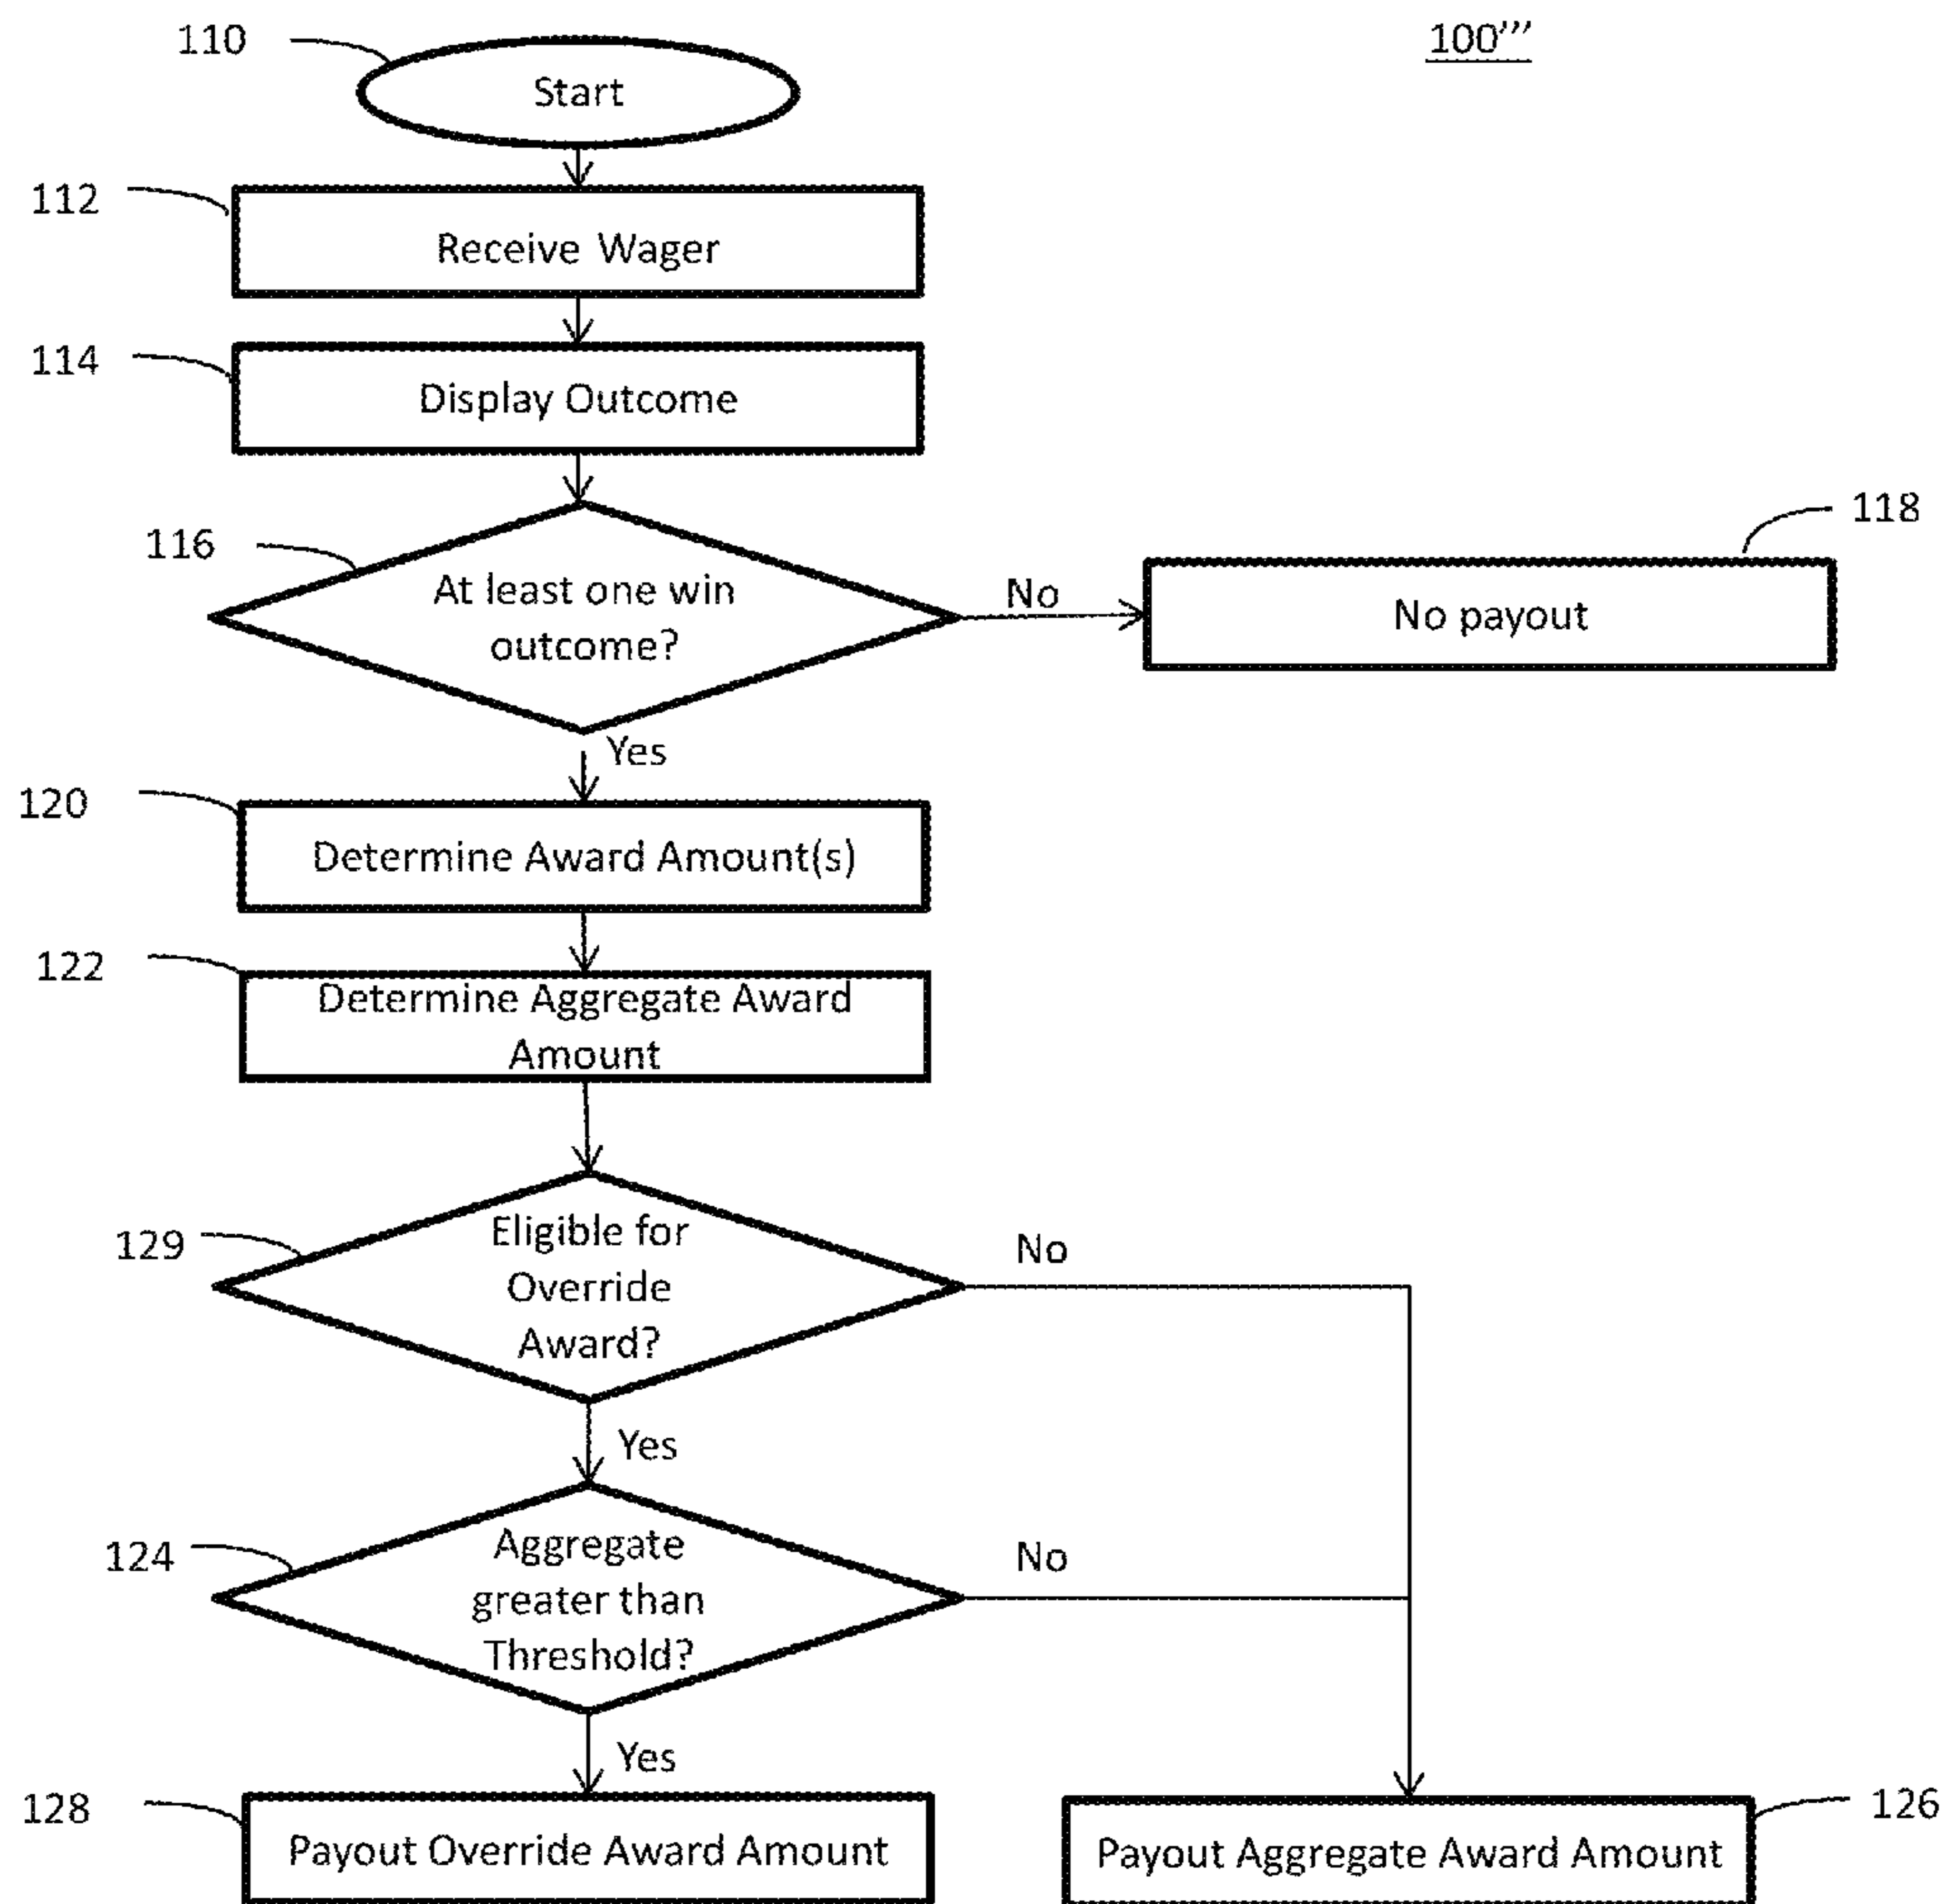 110
100'''
Start
112
Receive Wager
114
Display Outcome
118
116
At least one win
outcome?
No
No payout
Yes
120
Determine Award Amount(s)
122
Determine Aggregate Award
Amount
129
Eligible for
Override
Award?
No
Yes
124
Aggregate
greater than
Threshold?
No
Yes
128
Payout Override Award Amount
126
Payout Aggregate Award Amount